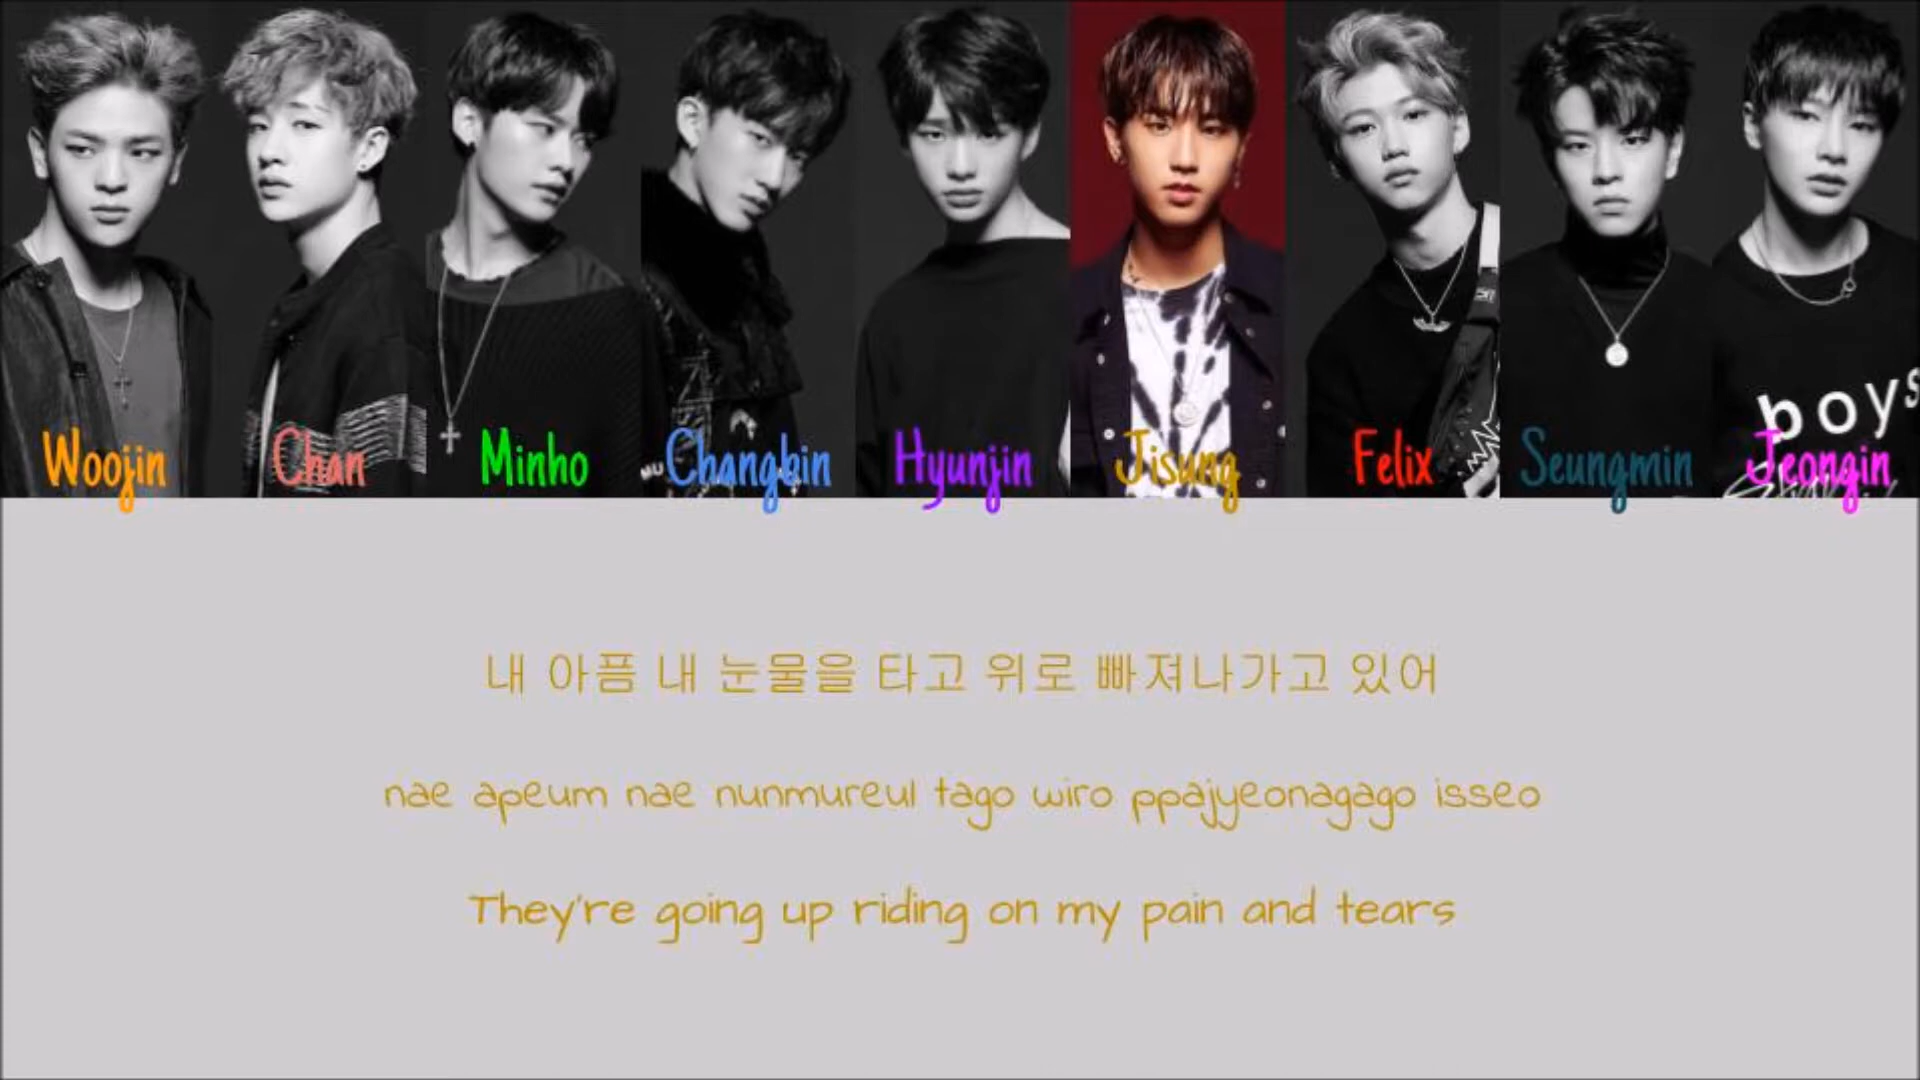 boys
Woojin Chan Minho Changbin Hyunjin Jisung Felix Seungmin Jeongin
내 아픔 내 눈물을 타고 위로 빠져나가고 있어
nae apeum nae nunmureul tago wiro ppajyeonagago isseo
They're going up riding on my pain and tears